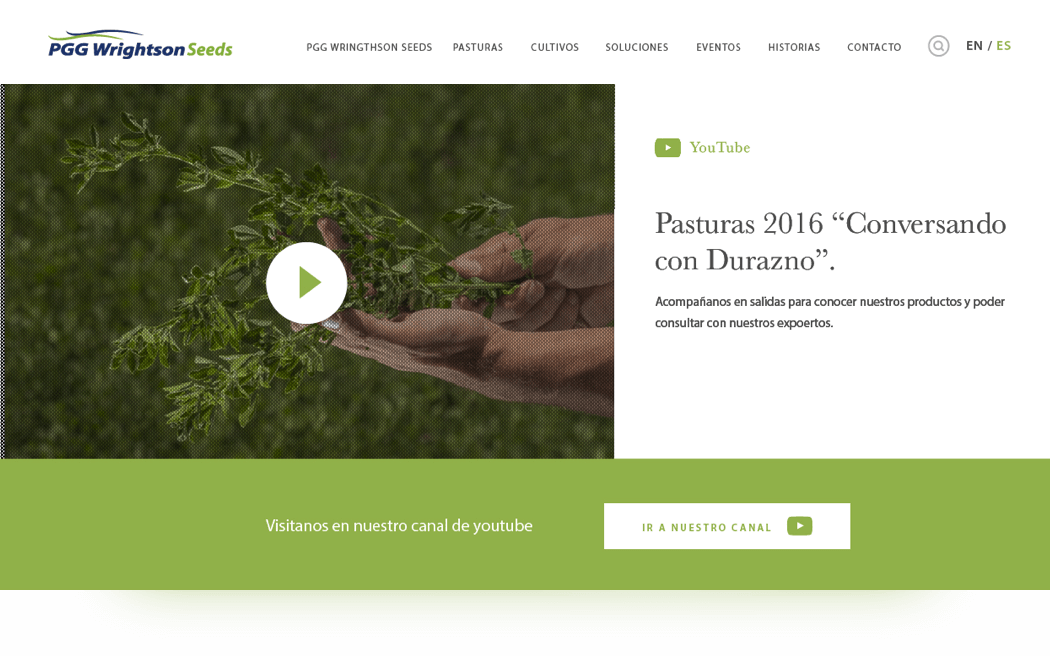 PGG Wrightson Seeds
PGG WRINGTHSON SEEDS PASTURAS CULTIVOS SOLUCIONES EVENTOS HISTORIAS CONTACTO EN / ES
YouTube
Pasturas 2016 “Conversando
con Durazno”.
Acompañanos en salidas para conocer nuestros productos y poder
consultar con nuestros expoertos.
Visitanos en nuestro canal de youtube
IR A NUESTRO CANAL